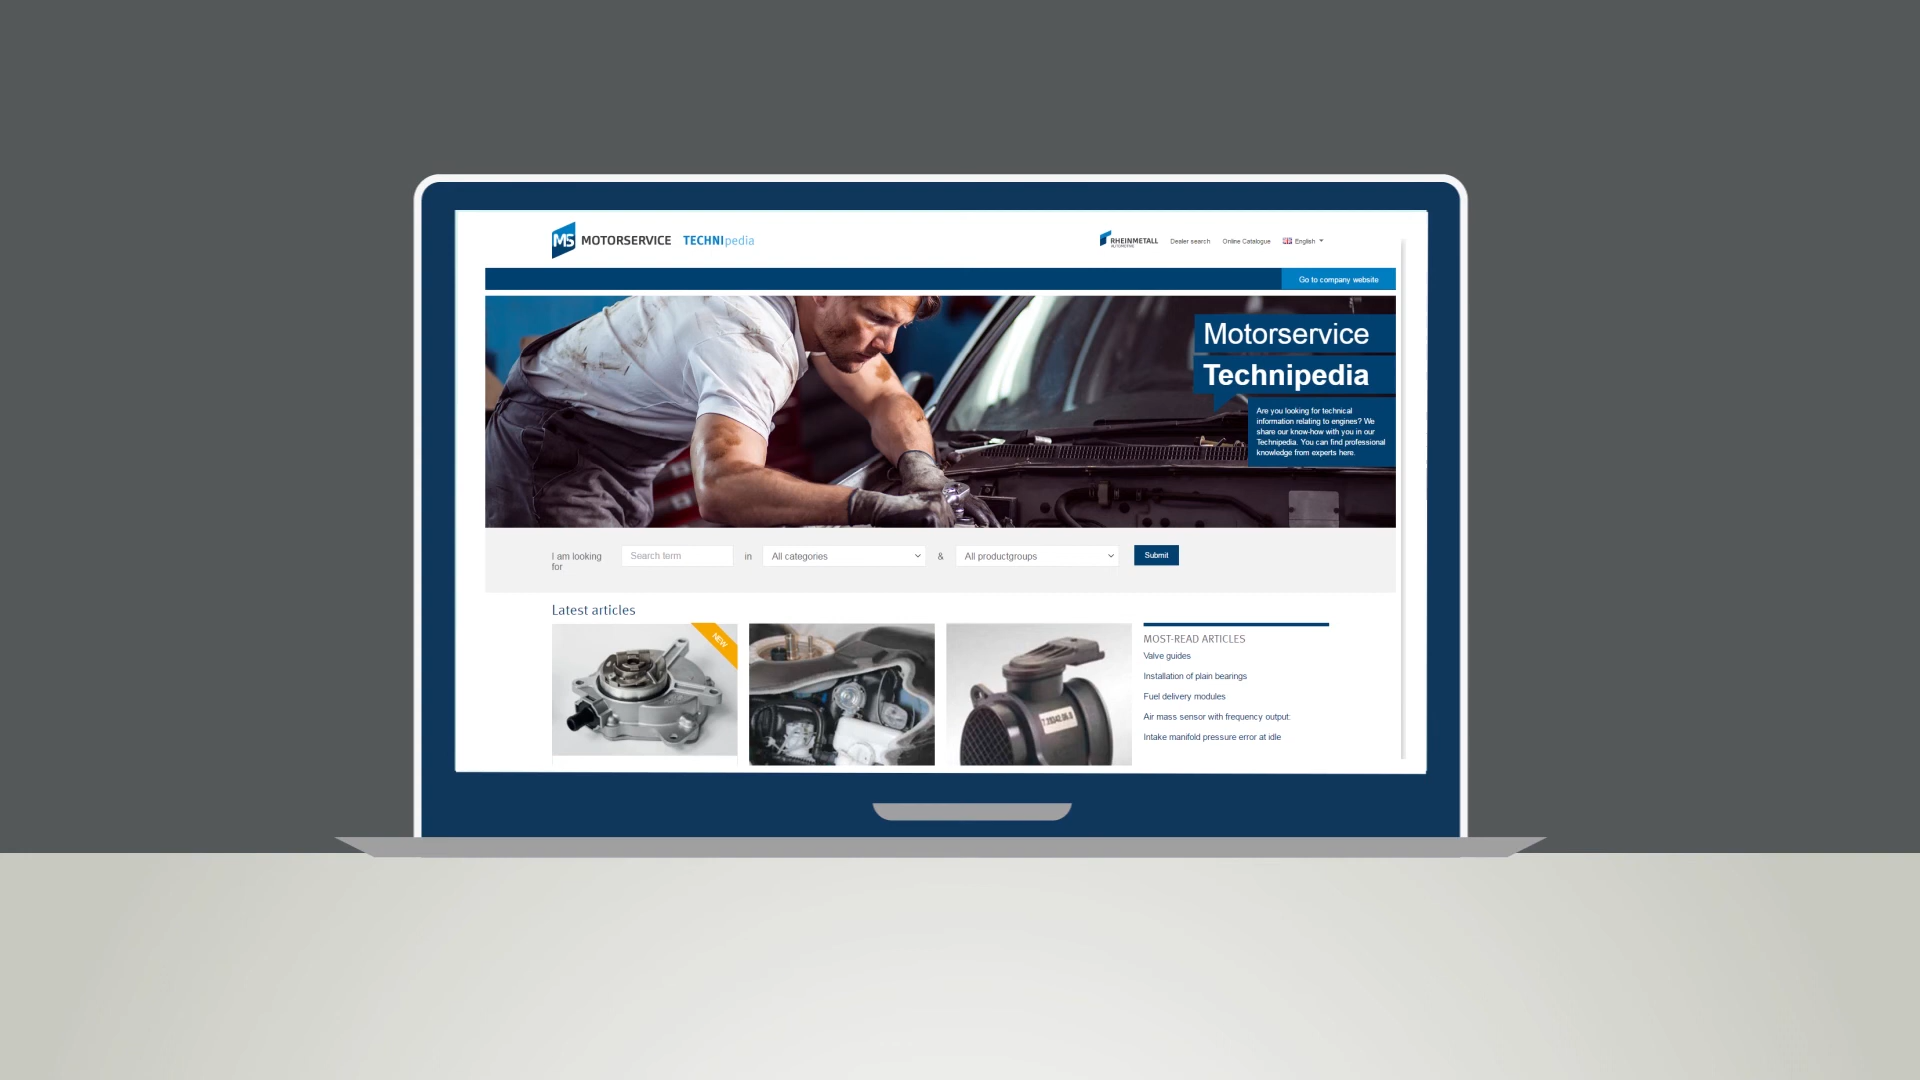 MS MOTORSERVICE TECHNIpedia
RHEINMETALL
AUTOMOTIVE
Dealer search
Online Catalogue
English
Go to company website
Motorservice
Technipedia
Are you looking for technical
information relating to engines? We
share our know-how with you in our
Technipedia. You can find professional
knowledge from experts here.
I am looking
for
Search term
in
All categories
&
All productgroups
Submit
Latest articles
NEW
MOST-READ ARTICLES
Valve guides
Installation of plain bearings
Fuel delivery modules
Air mass sensor with frequency output:
Intake manifold pressure error at idle